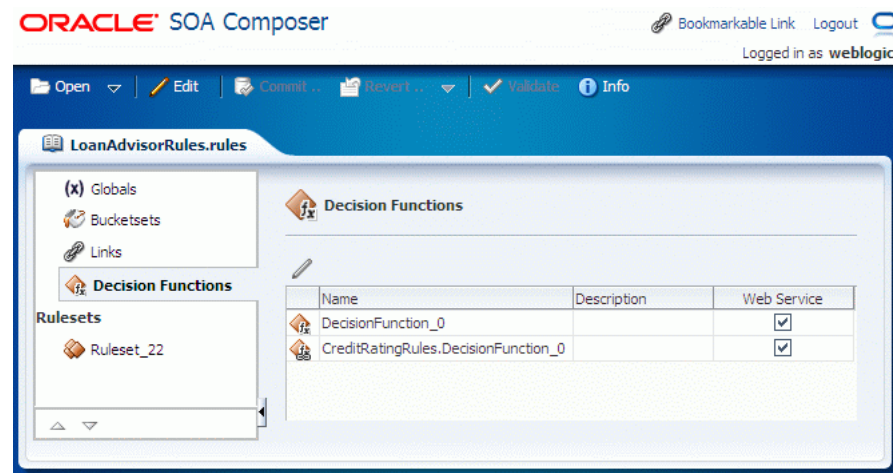 ORACLE® SOA Composer
Bookmarkable Link Logout
Logged in as weblogic
Open Edit Commit .. Revert .. Validate Info
LoanAdvisorRules.rules
(x) Globals
Bucketsets
Links
Decision Functions
Rulesets
Ruleset_22
Decision Functions
Name Description Web Service
DecisionFunction_0
CreditRatingRules.DecisionFunction_0